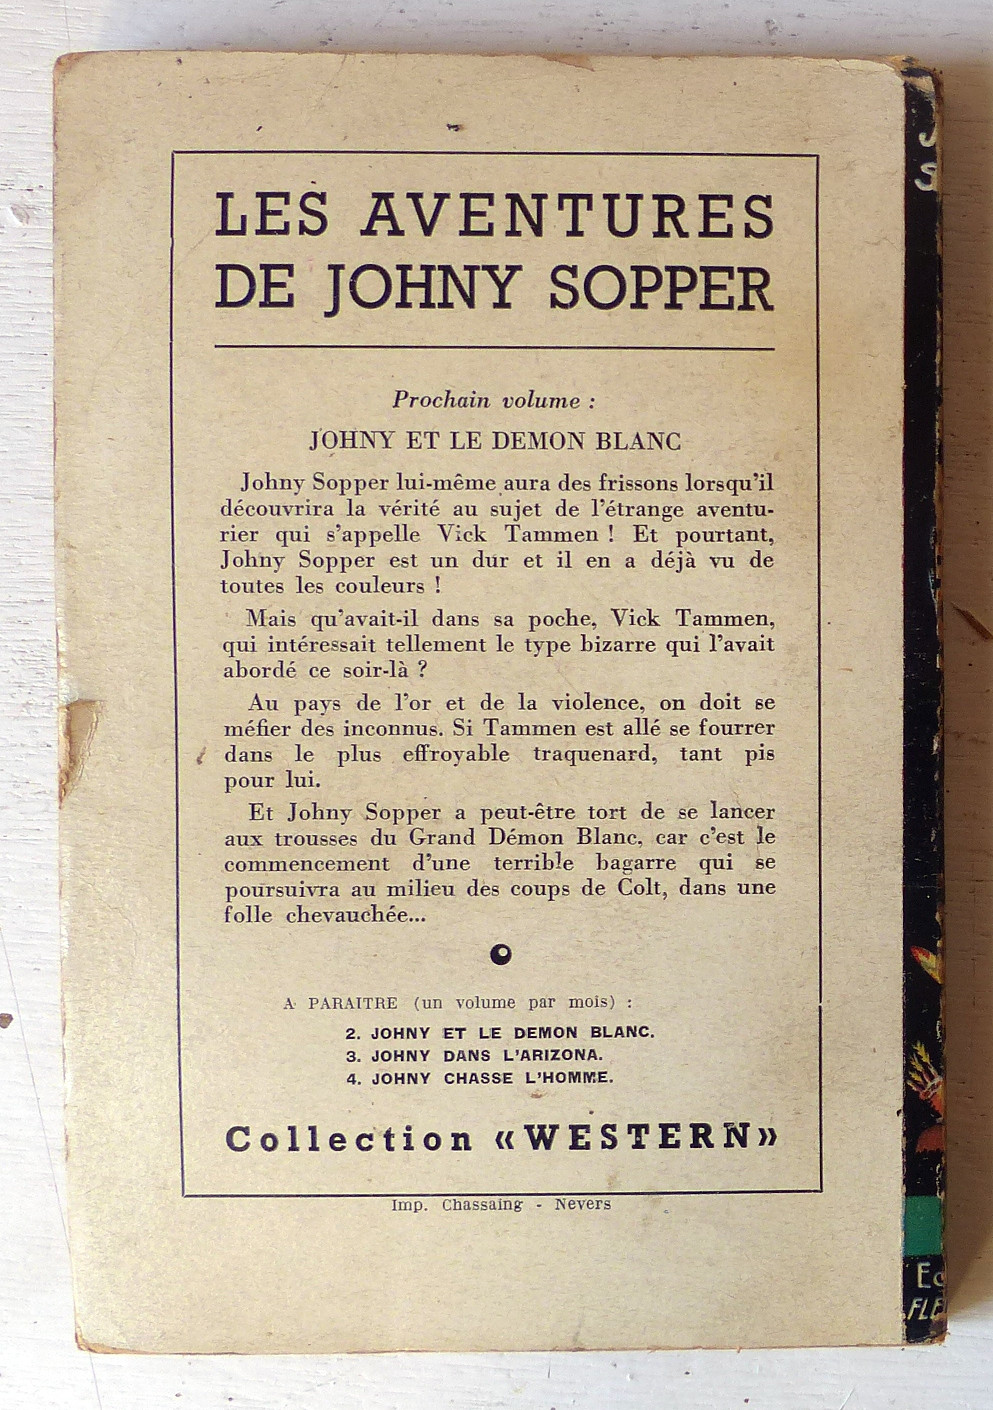 LES AVENTURES
DE JOHNY SOPPER
Prochain volume :
JOHNY ET LE DEMON BLANC
Johny Sopper lui-même aura des frissons lorsqu'il
découvrira la vérité au sujet de l'étrange aventu-
rier qui s'appelle Vick Tammen ! Et pourtant,
Johny Sopper est un dur et il en a déjà vu de
toutes les couleurs !
Mais qu'avait-il dans sa poche, Vick Tammen,
qui intéressait tellement le type bizarre qui l'avait
abordé ce soir-là ?
Au pays de l'or et de la violence, on doit se
méfier des inconnus. Si Tammen est allé se fourrer
dans le plus effroyable traquenard, tant pis
pour lui.
Et Johny Sopper a peut-être tort de se lancer
aux trousses du Grand Démon Blanc, car c'est le
commencement d'une terrible bagarre qui se
poursuivra au milieu des coups de Colt, dans une
folle chevauchée...
A PARAITRE (un volume par mois) :
2. JOHNY ET LE DEMON BLANC.
3. JOHNY DANS L'ARIZONA.
4. JOHNY CHASSE L'HOMME.
Collection «WESTERN»
Imp. Chassaing - Nevers